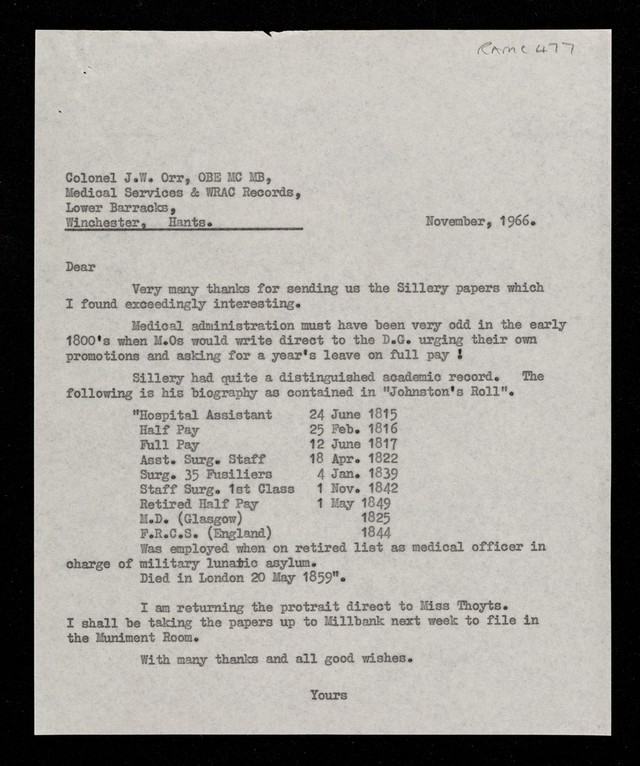 RAMC 477
Colonel J.W. Orr, OBE MC MB,
Medical Services & WRAC Records,
Lower Barracks,
Winchester, Hants.
November, 1966.
Dear
Very many thanks for sending us the Sillery papers which
I found exceedingly interesting.
Medical administration must have been very odd in the early
1800's when M.Os would write direct to the D.G. urging their own
promotions and asking for a year's leave on full pay !
Sillery had quite a distinguished academic record. The
following is his biography as contained in "Johnston's Roll".
"Hospital Assistant 24 June 1815
Half Pay 25 Feb. 1816
Full Pay 12 June 1817
Asst. Surg. Staff 18 Apr. 1822
Surg. 35 Fusiliers 4 Jan. 1839
Staff Surg. 1st Class 1 Nov. 1842
Retired Half Pay 1 May 1849
M.D. (Glasgow) 1825
F.R.C.S. (England) 1844
Was employed when on retired list as medical officer in
charge of military lunatic asylum.
Died in London 20 May 1859".
I am returning the protrait direct to Miss Thoyts.
I shall be taking the papers up to Millbank next week to file in
the Muniment Room.
With many thanks and all good wishes.
Yours